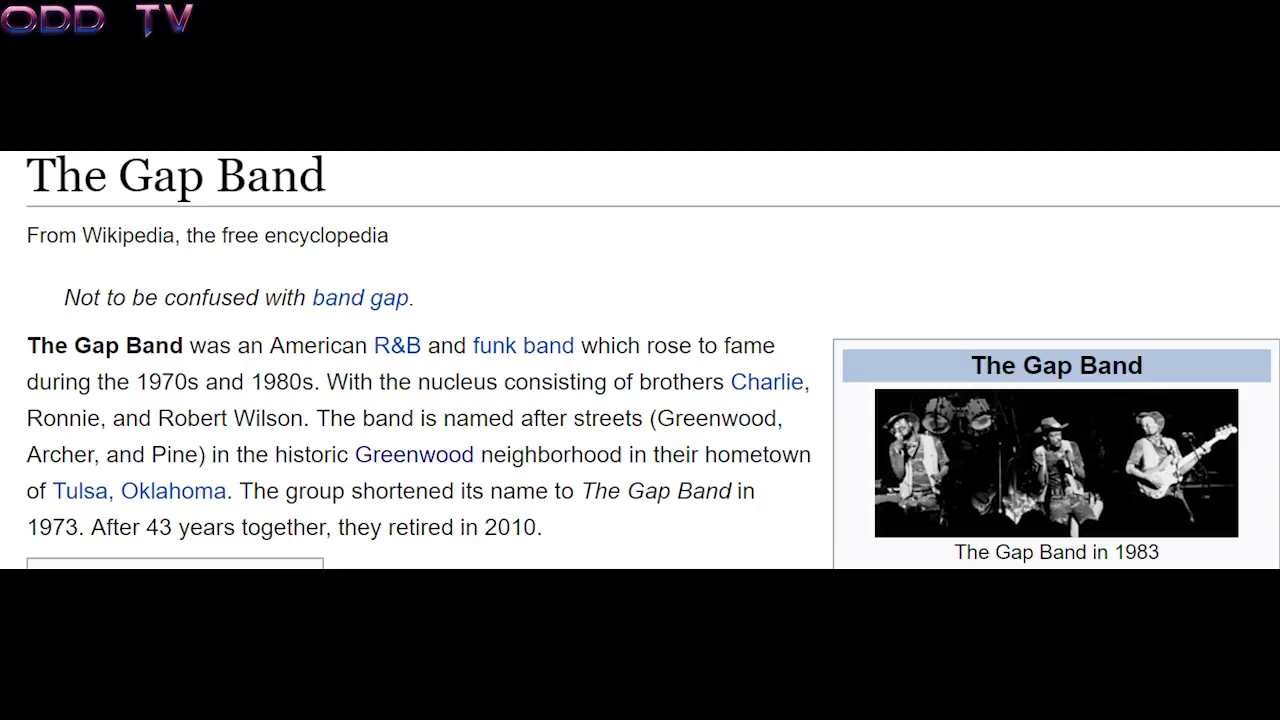 ODD TV
The Gap Band
From Wikipedia, the free encyclopedia
Not to be confused with band gap.
The Gap Band was an American R&B and funk band which rose to fame
during the 1970s and 1980s. With the nucleus consisting of brothers Charlie,
Ronnie, and Robert Wilson. The band is named after streets (Greenwood,
Archer, and Pine) in the historic Greenwood neighborhood in their hometown
of Tulsa, Oklahoma. The group shortened its name to The Gap Band in
1973. After 43 years together, they retired in 2010.
The Gap Band
The Gap Band in 1983